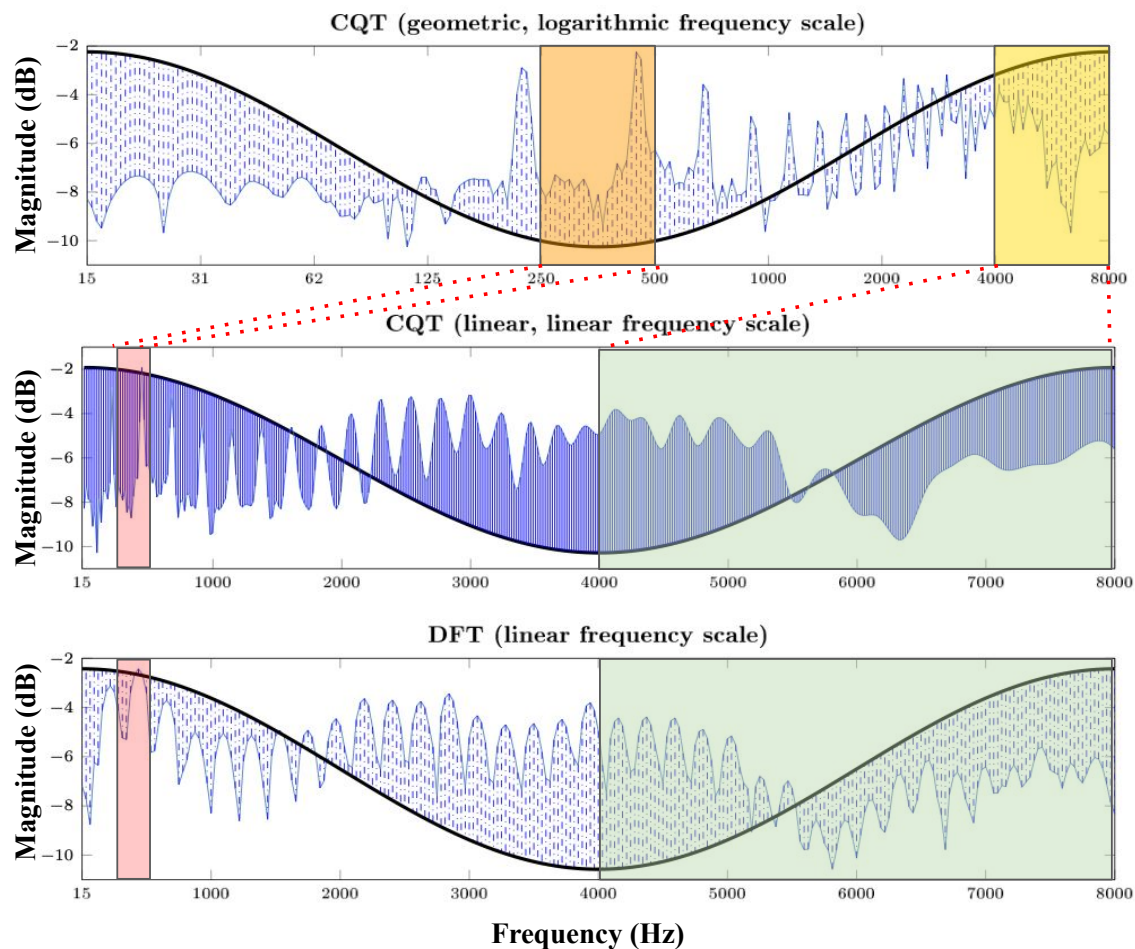 CQT (geometric, logarithmic frequency scale)
Magnitude (dB)
−2
−4
−6
−8
−10
15 31 62 125 250 500 1000 2000 4000 8000
CQT (linear, linear frequency scale)
Magnitude (dB)
−2
−4
−6
−8
−10
15 1000 2000 3000 4000 5000 6000 7000 8000
DFT (linear frequency scale)
Magnitude (dB)
−2
−4
−6
−8
−10
15 1000 2000 3000 4000 5000 6000 7000 8000
Frequency (Hz)